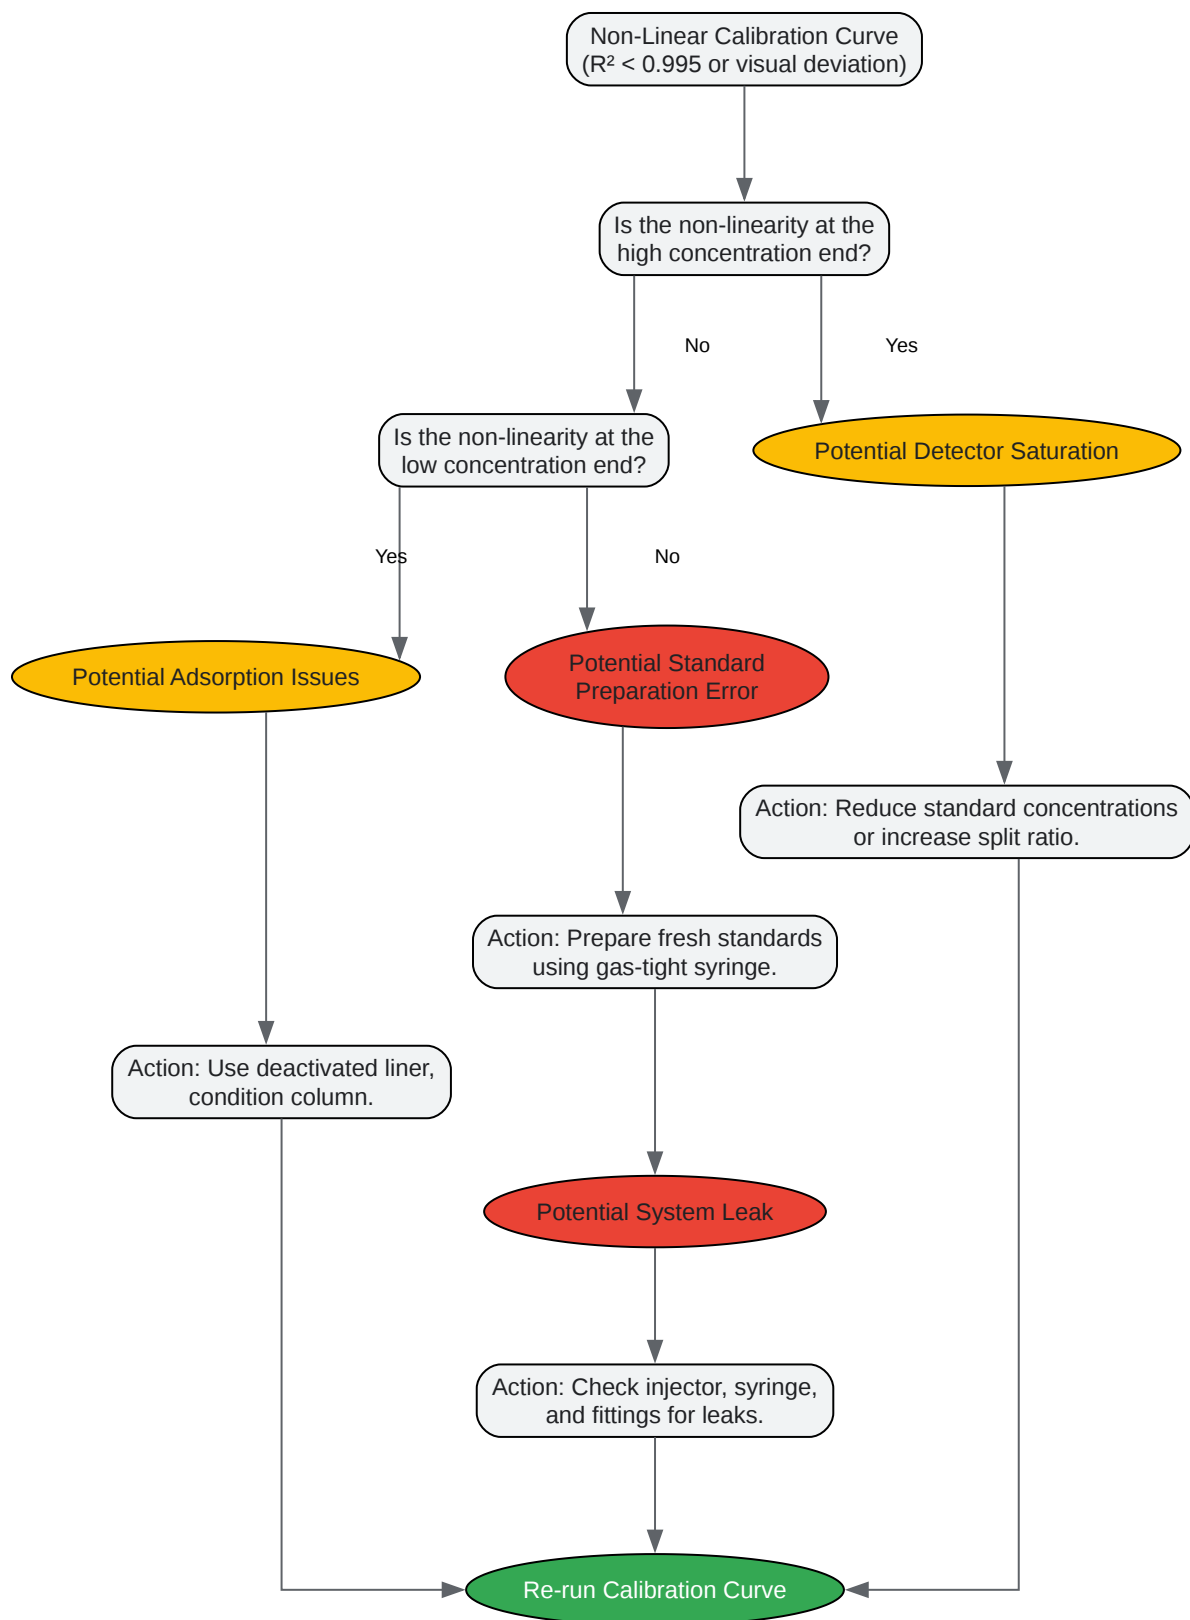 Non-Linear Calibration Curve
(R² < 0.995 or visual deviation)
Is the non-linearity at the
high concentration end?
No
Yes
Is the non-linearity at the
low concentration end?
Potential Detector Saturation
Yes
No
Potential Adsorption Issues
Potential Standard
Preparation Error
Action: Reduce standard concentrations
or increase split ratio.
Action: Prepare fresh standards
using gas-tight syringe.
Action: Use deactivated liner,
condition column.
Potential System Leak
Action: Check injector, syringe,
and fittings for leaks.
Re-run Calibration Curve